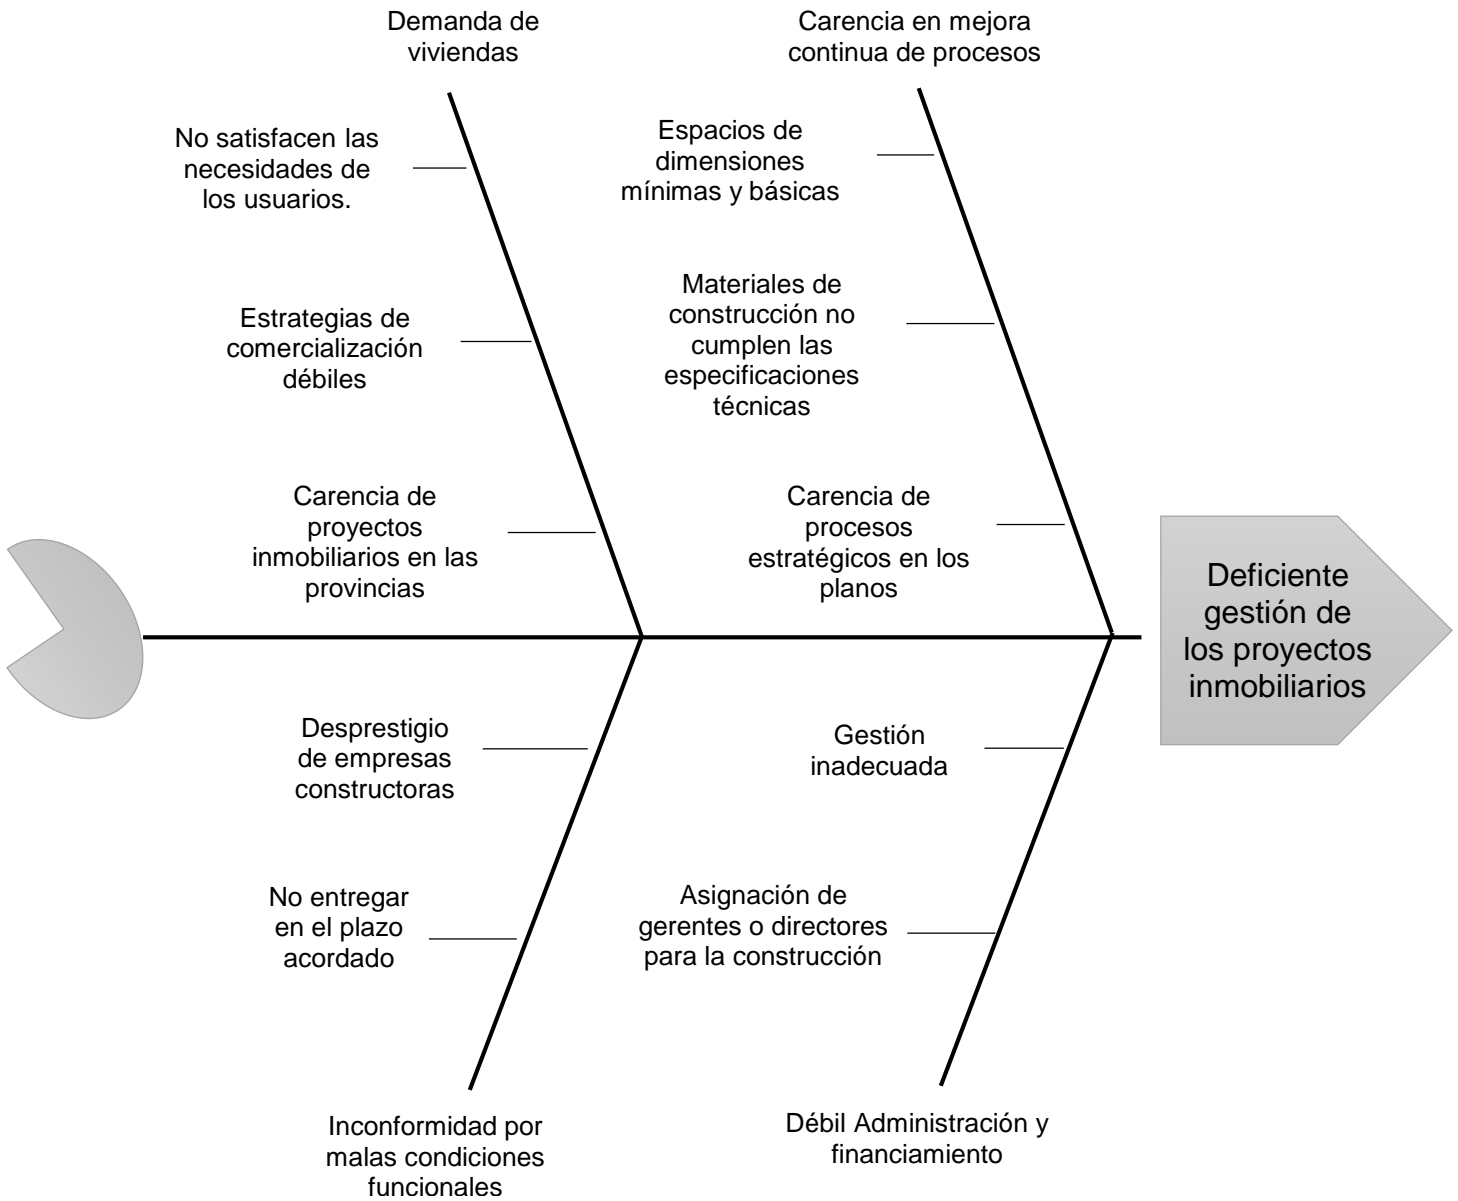 Demanda de
viviendas
Carencia en mejora
continua de procesos
No satisfacen las
necesidades de
los usuarios.
Espacios de
dimensiones
mínimas y básicas
Estrategias de
comercialización
débiles
Materiales de
construcción no
cumplen las
especificaciones
técnicas
Carencia de
proyectos
inmobiliarios en las
provincias
Carencia de
procesos
estratégicos en los
planos
Deficiente
gestión de
los proyectos
inmobiliarios
Desprestigio
de empresas
constructoras
Gestión
inadecuada
No entregar
en el plazo
acordado
Asignación de
gerentes o directores
para la construcción
Inconformidad por
malas condiciones
funcionales
Débil Administración y
financiamiento